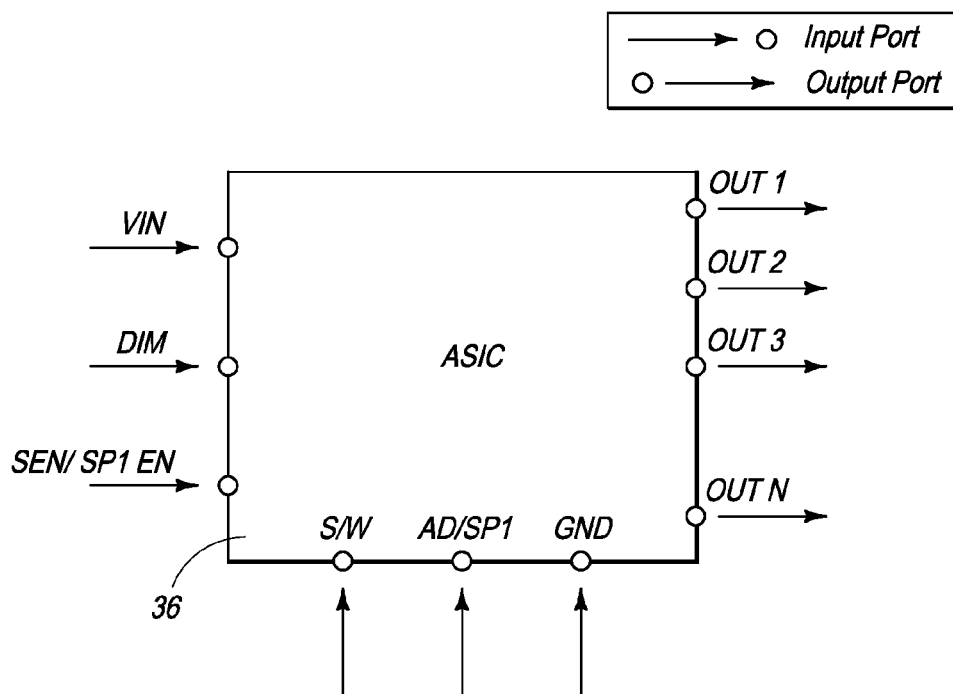 Input Port
Output Port
VIN
DIM
SEN/ SP1 EN
ASIC
OUT 1
OUT 2
OUT 3
OUT N
S/W AD/SP1 GND
36